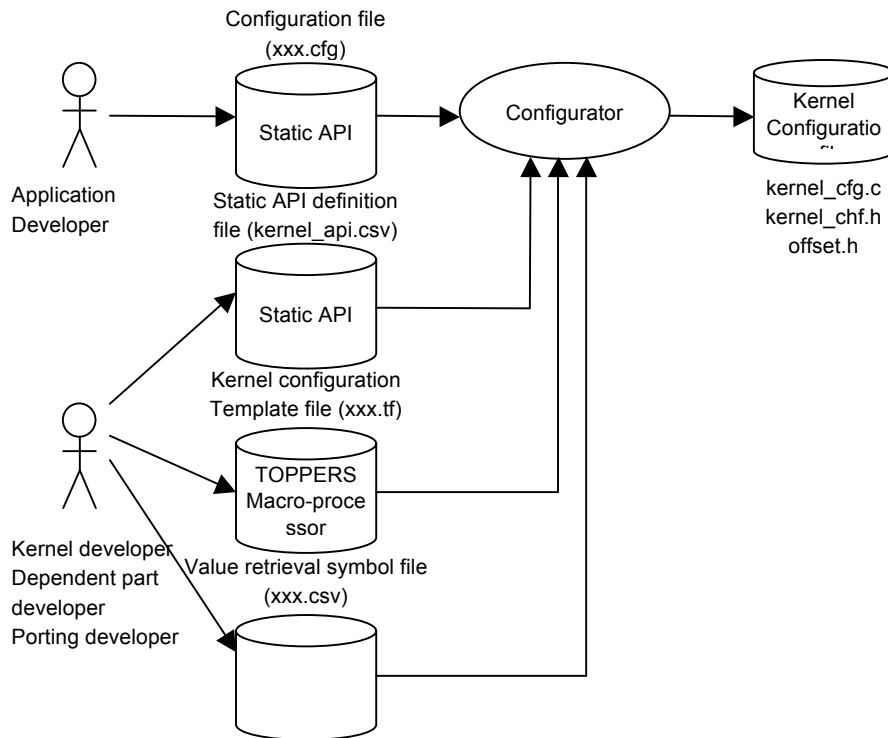 Configuration file
(xxx.cfg)
Static API
Configurator
Kernel
Configuratio
Application
Developer
Static API definition
file (kernel_api.csv)
Static API
kernel_cfg.c
kernel_chf.h
offset.h
Kernel configuration
Template file (xxx.tf)
TOPPERS
Macro-proce
ssor
Kernel developer
Dependent part
developer
Porting developer
Value retrieval symbol file
(xxx.csv)